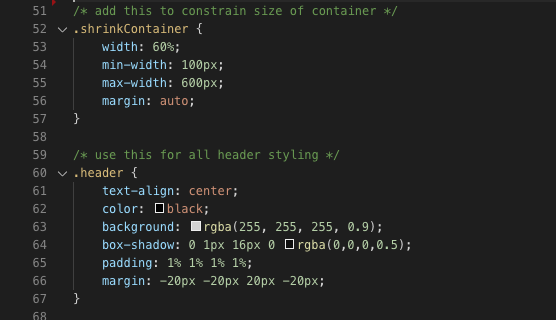 51 /* add this to constrain size of container */
52 .shrinkContainer {
53 width: 60%;
54 min-width: 100px;
55 max-width: 600px;
56 margin: auto;
57 }
58
59 /* use this for all header styling */
60 .header {
61 text-align: center;
62 color: black;
63 background: rgba(255, 255, 255, 0.9);
64 box-shadow: 0 1px 16px 0 rgba(0,0,0,0.5);
65 padding: 1% 1% 1% 1%;
66 margin: -20px -20px 20px -20px;
67 }
68